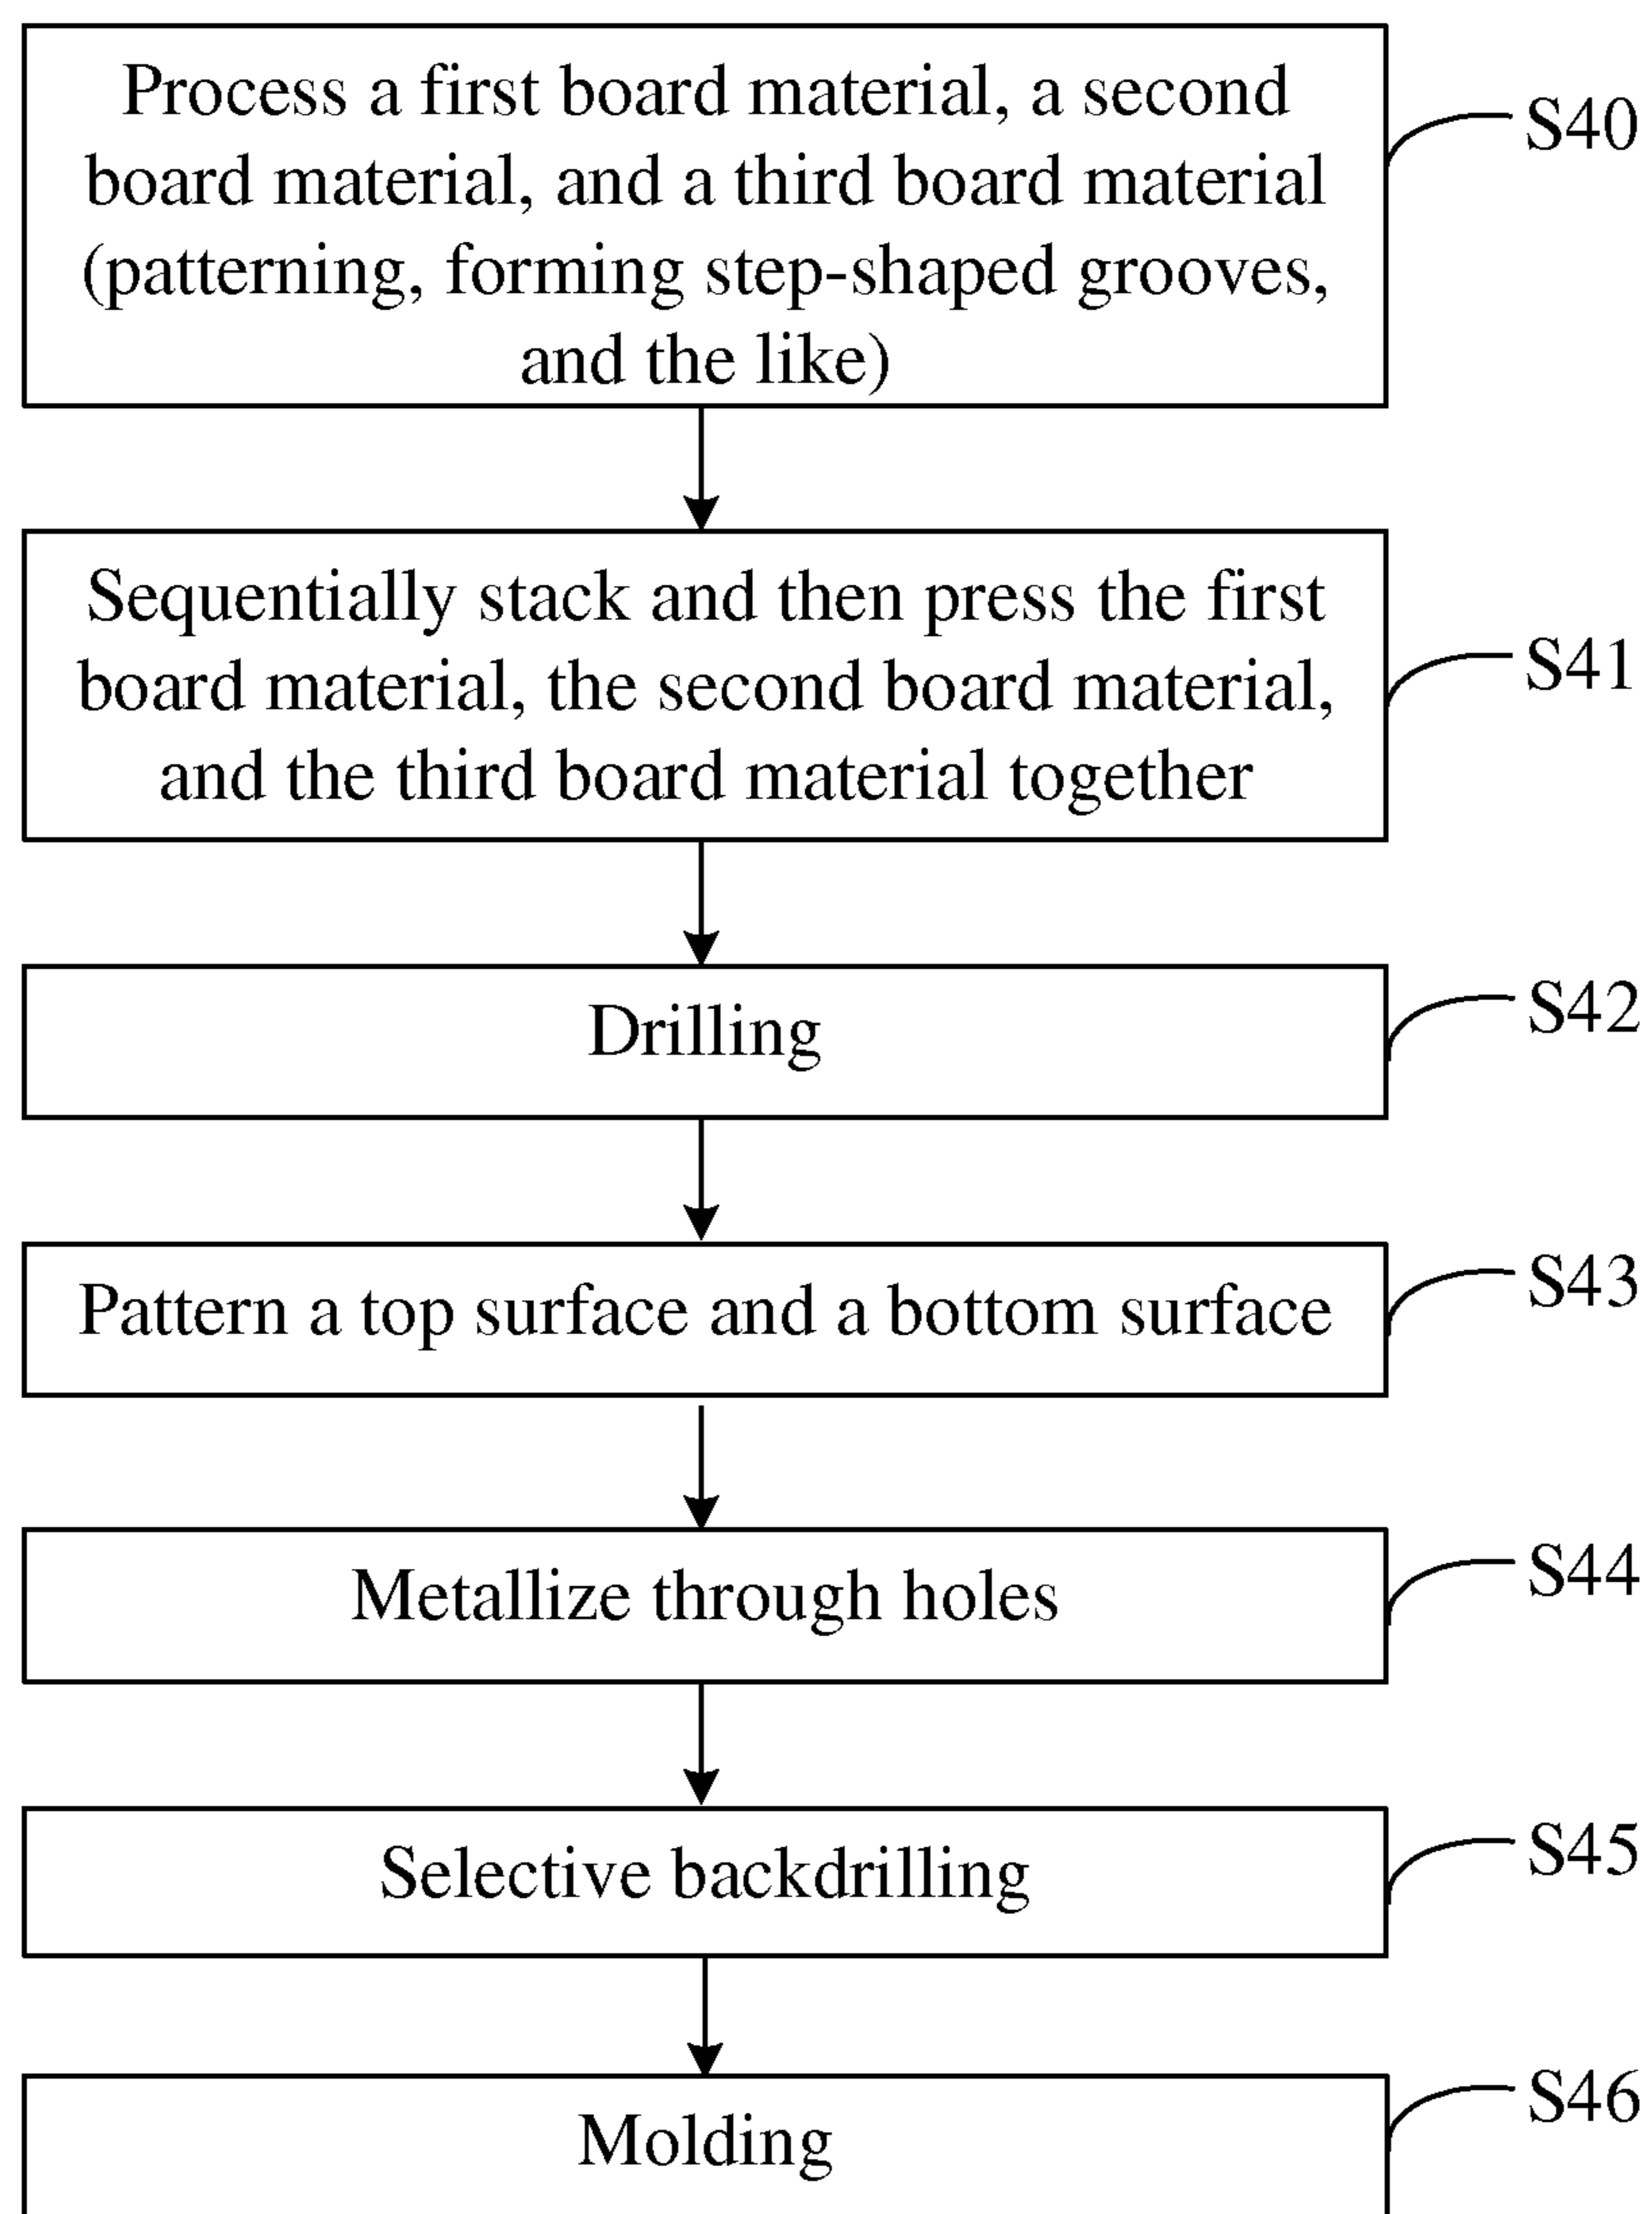 Process a first board material, a second
board material, and a third board material
(patterning, forming step-shaped grooves,
and the like)
S40
Sequentially stack and then press the first
board material, the second board material,
and the third board material together
S41
Drilling
S42
Pattern a top surface and a bottom surface
S43
Metallize through holes
S44
Selective backdrilling
S45
Molding
S46